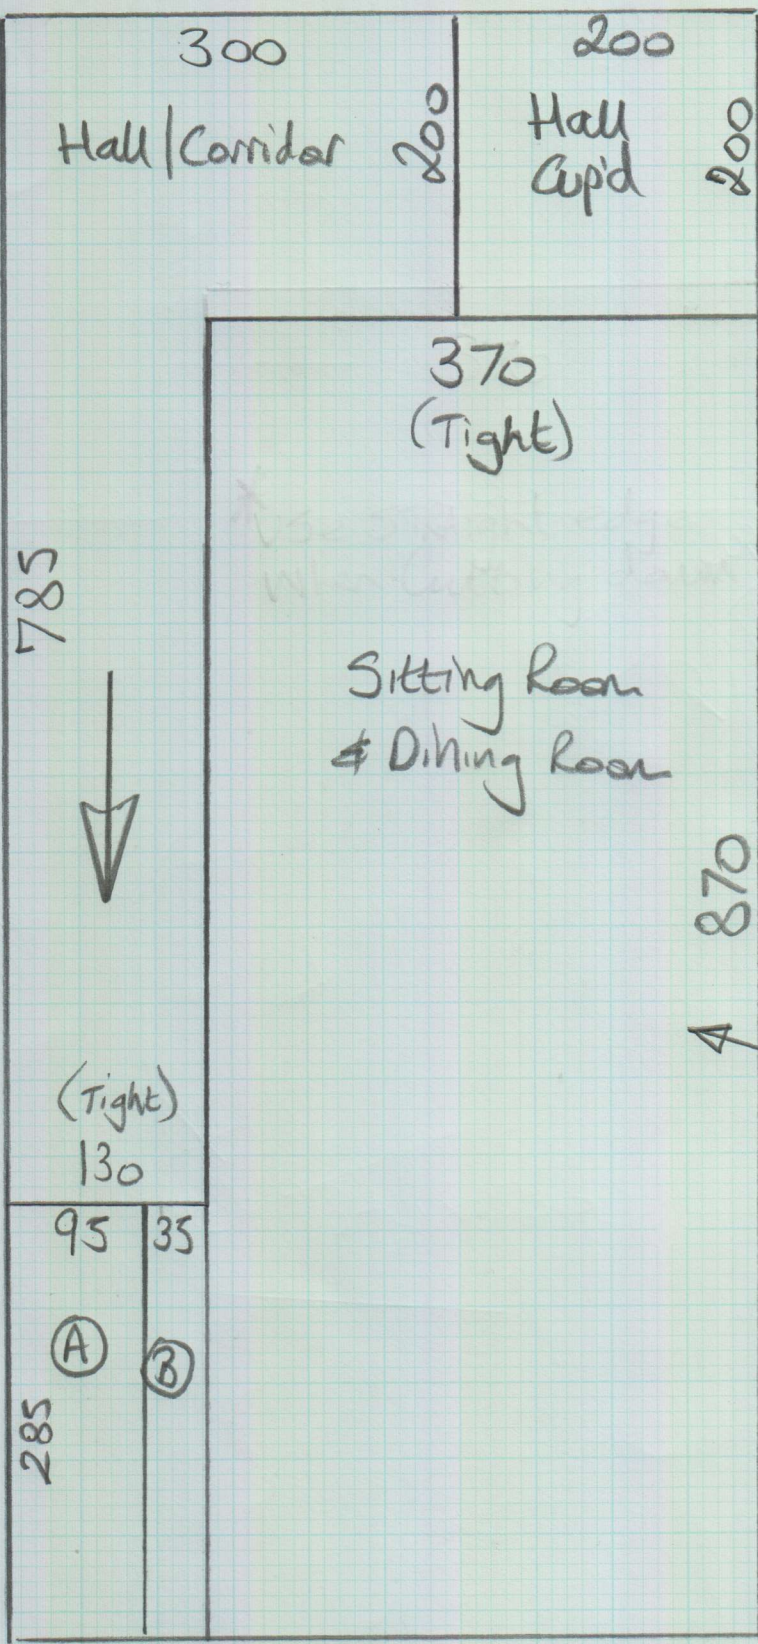 300
200
Hall/Corridor
200
Hall
Cup'd
200
370
(Tight)
785
Sitting Room
& Dining Room
870
(Tight)
130
95
35
A
B
285